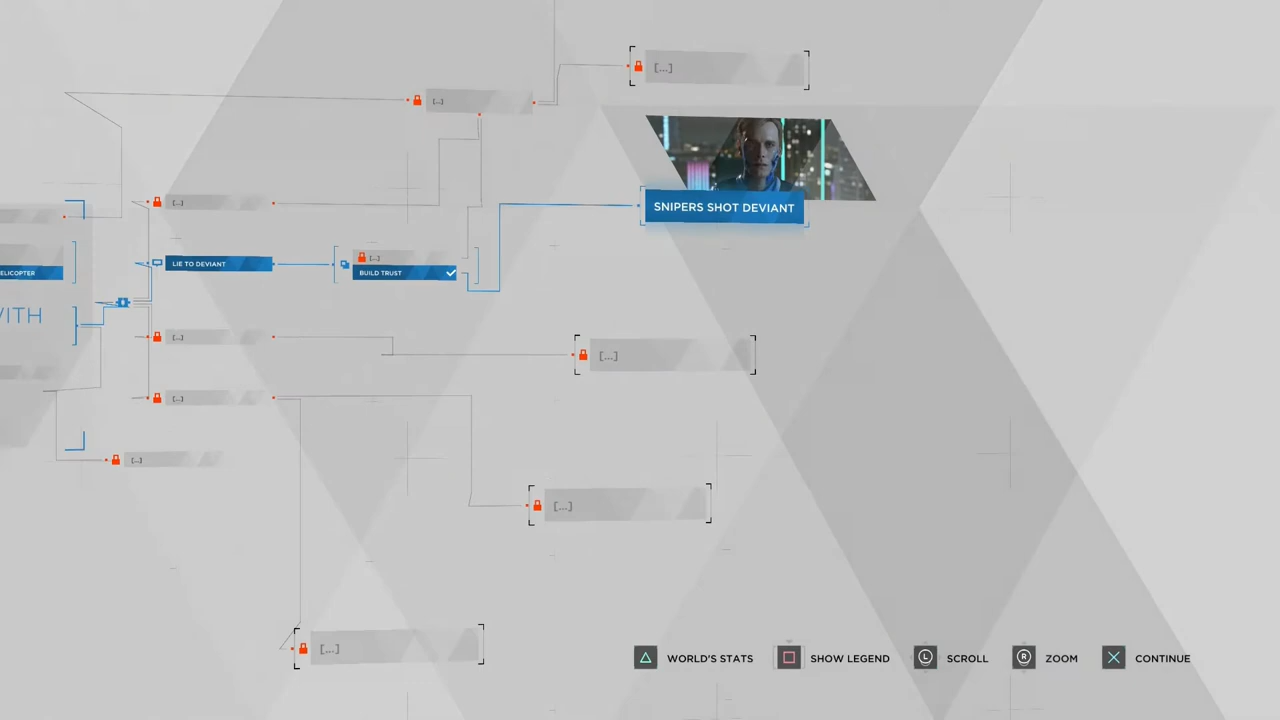 [...]
[...]
SNIPERS SHOT DEVIANT
[...]
LIE TO DEVIANT
[...]
BUILD TRUST
ELICOPTER
VITH
[...]
[...]
[...]
[...]
[...]
[...]
WORLD'S STATS
SHOW LEGEND
L
SCROLL
R
ZOOM
CONTINUE